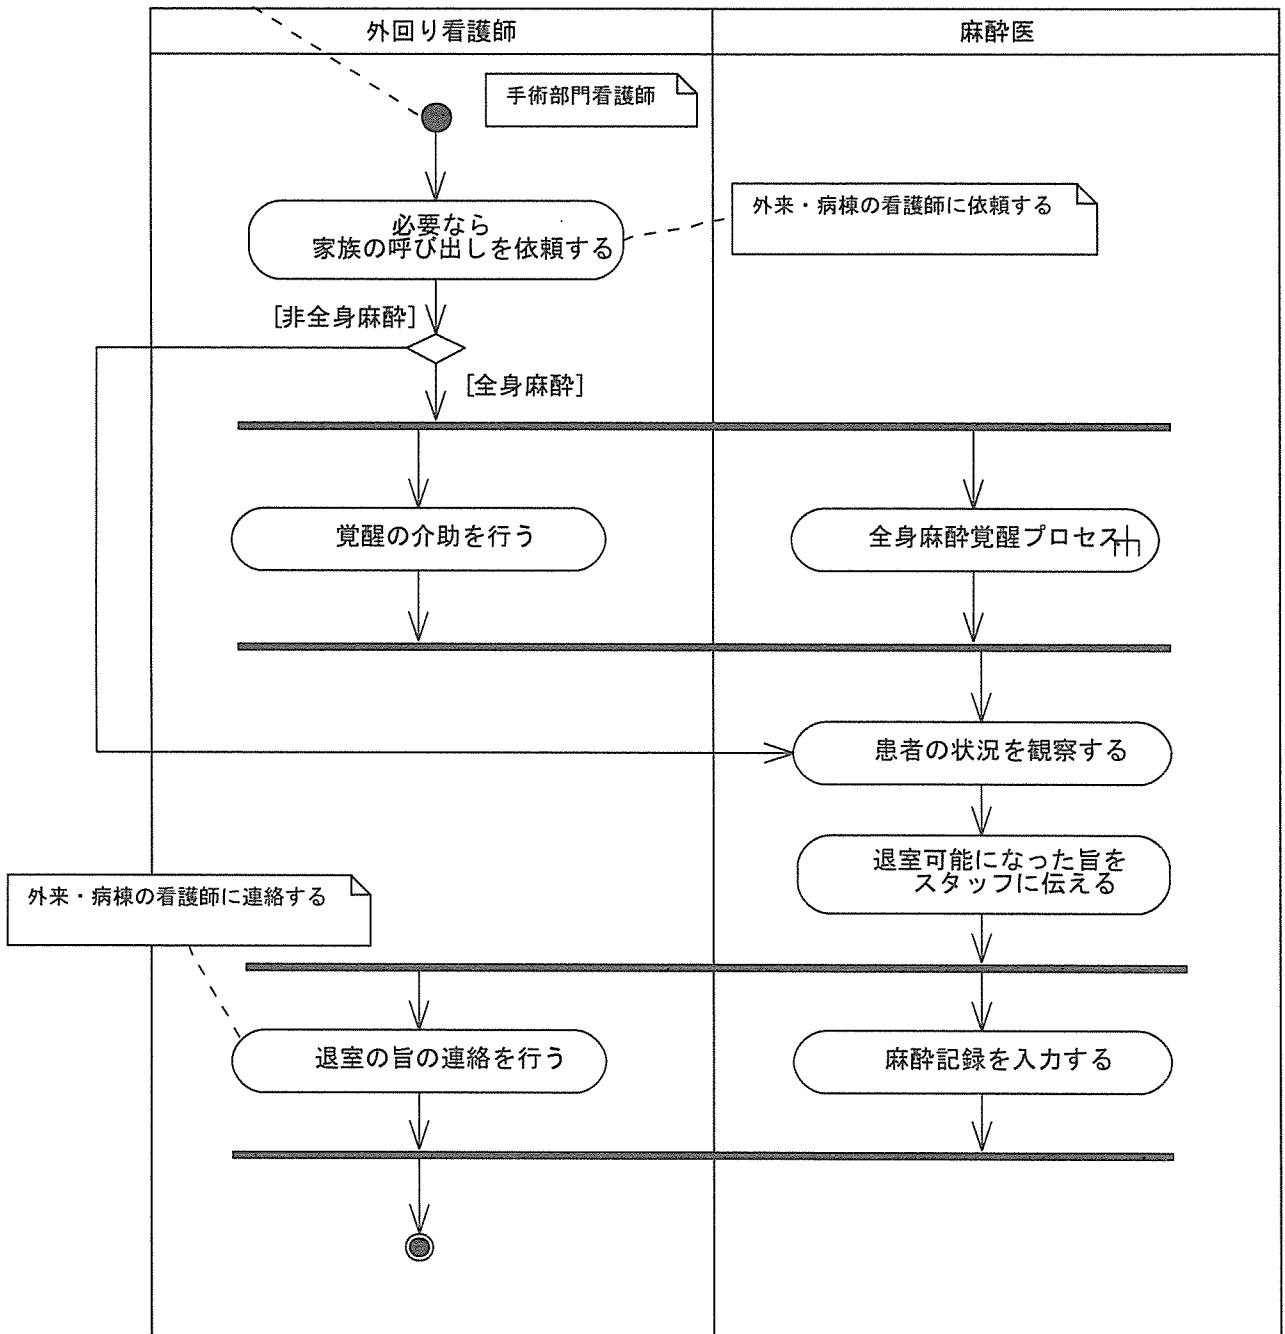 外回り看護師
麻酔医
手術部門看護師
必要なら
家族の呼び出しを依頼する
外来・病棟の看護師に依頼する
[非全身麻酔]
[全身麻酔]
覚醒の介助を行う
全身麻酔覚醒プロセス
患者の状況を観察する
退室可能になった旨を
スタッフに伝える
外来・病棟の看護師に連絡する
退室の旨の連絡を行う
麻酔記録を入力する